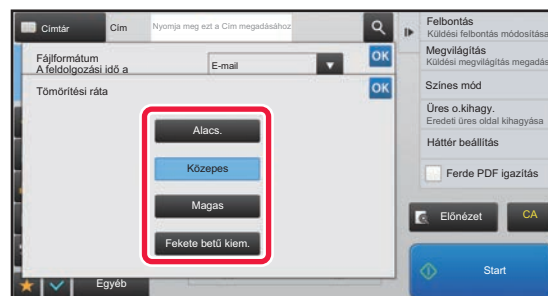 Címtár
Cím
Nyomja meg ezt a Cím megadásához
Fájlformátum
A feldolgozási idő a
E-mail
OK
Tömörítési ráta
OK
Alacs.
Közepes
Magas
Fekete betű kiem.
Egyéb
Felbontás
Küldési felbontás módosítása
Megvilágítás
Küldési megvilágítás megadás
Színes mód
Üres o.kihagy.
Eredeti üres oldal kihagyása
Háttér beállítás
Ferde PDF igazítás
Előnézet
CA
Start